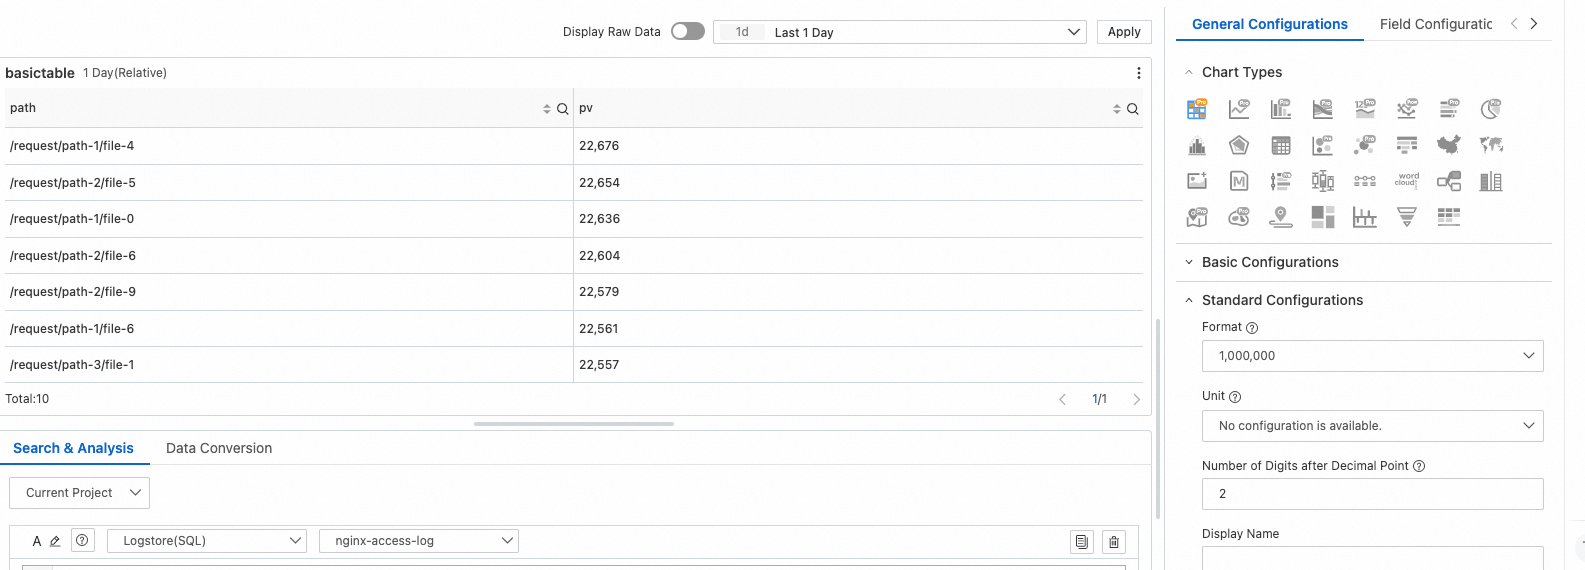 Display Raw Data 1d Last 1 Day Apply
basictable 1 Day(Relative)
path pv
/request/path-1/file-4 22,676
/request/path-2/file-5 22,654
/request/path-1/file-0 22,636
/request/path-2/file-6 22,604
/request/path-2/file-9 22,579
/request/path-1/file-6 22,561
/request/path-3/file-1 22,557
Total:10 1/1
Search & Analysis Data Conversion
Current Project
A Logstore(SQL) nginx-access-log
General Configurations Field Configuratic
Chart Types
word
cloud!
Basic Configurations
Standard Configurations
Format
1,000,000
Unit
No configuration is available.
Number of Digits after Decimal Point
2
Display Name